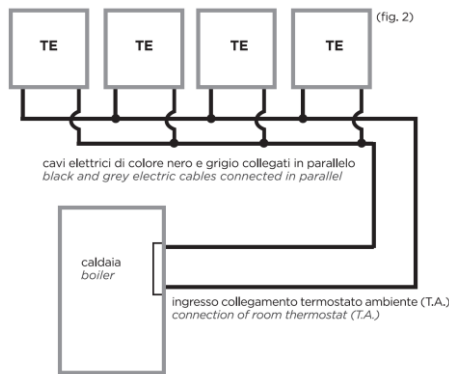 (fig. 2)
TE TE TE TE
cavi elettrici di colore nero e grigio collegati in parallelo
black and grey electric cables connected in parallel
caldaia
boiler
ingresso collegamento termostato ambiente (T.A.)
connection of room thermostat (T.A.)